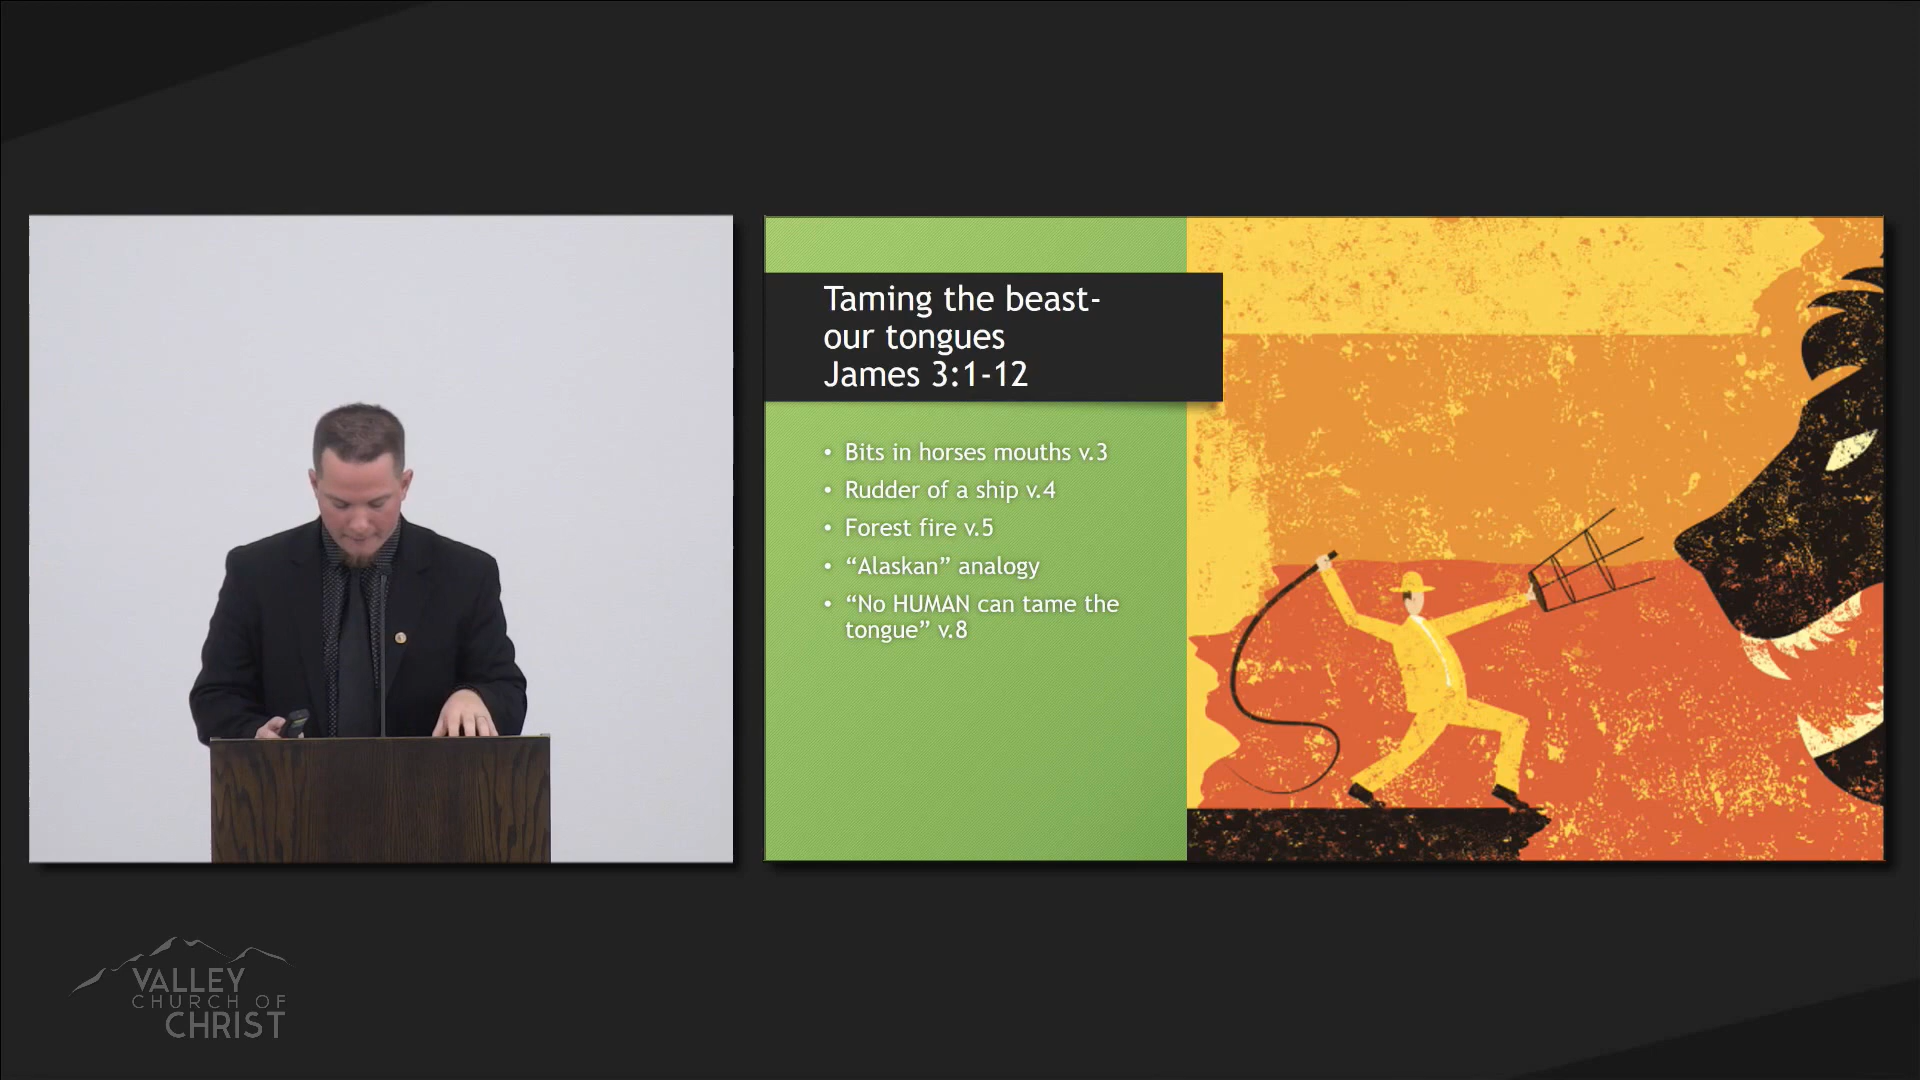 Taming the beast-
our tongues
James 3:1-12
• Bits in horses mouths v.3
• Rudder of a ship v.4
• Forest fire v.5
• “Alaskan” analogy
• “No HUMAN can tame the
tongue” v.8
VALLEY
CHURCH OF
CHRIST